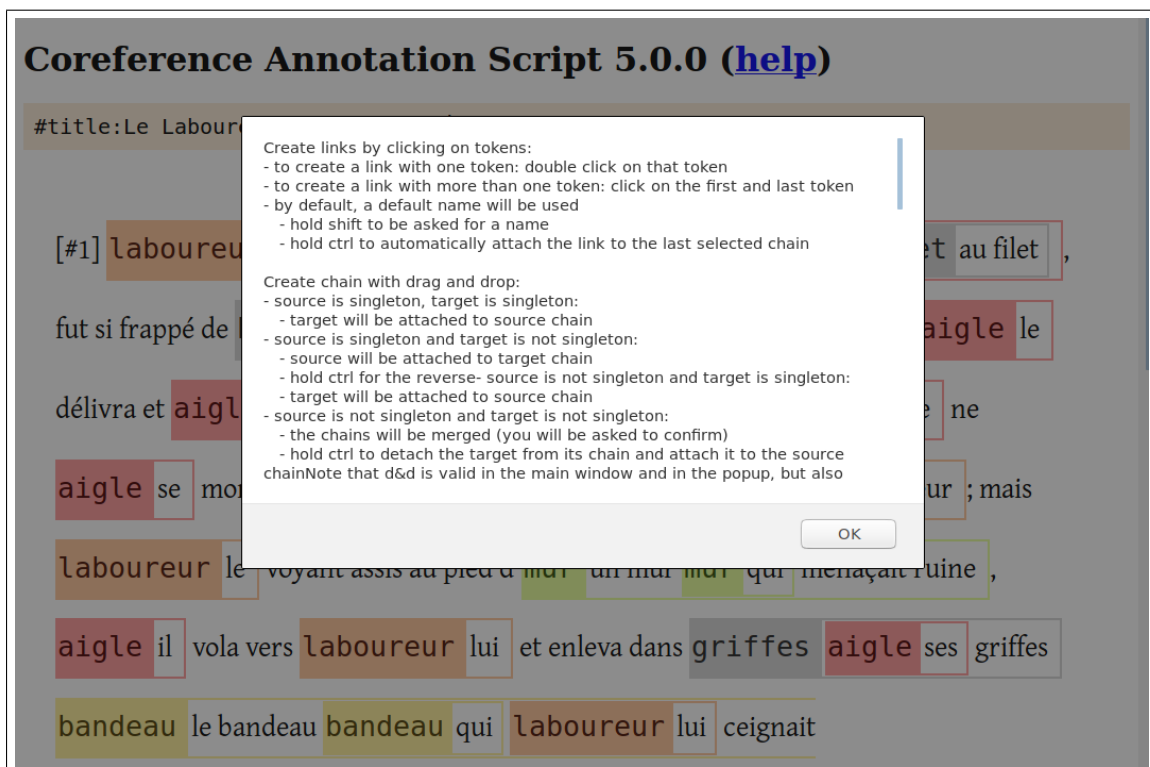 Coreference Annotation Script 5.0.0 (help)
#title:Le
Create links by clicking on tokens:
- to create a link with one token: double click on that token
- to create a link with more than one token: click on the first and last token
- by default, a default name will be used
- hold shift to be asked for a name
- hold ctrl to automatically attach the link to the last selected chain
Create chain with drag and drop:
- source is singleton, target is singleton:
- target will be attached to source chain
- source is singleton and target is not singleton:
- source will be attached to target chain
- hold ctrl for the reverse- source is not singleton and target is singleton:
- target will be attached to source chain
- source is not singleton and target is not singleton:
- the chains will be merged (you will be asked to confirm)
- hold ctrl to detach the target from its chain and attach it to the source
chainNote that d&d is valid in the main window and in the popup, but also
OK
[#1] au filet ,
fut si frappé de aigle le
délivra et ne
aigle se ; mais
laboureur le voyant assis au pied d mur un mur mur qui menaçait ruine ,
aigle il vola vers laboureur lui et enleva dans griffes aigle ses griffes
bandeau le bandeau bandeau qui laboureur lui ceignait